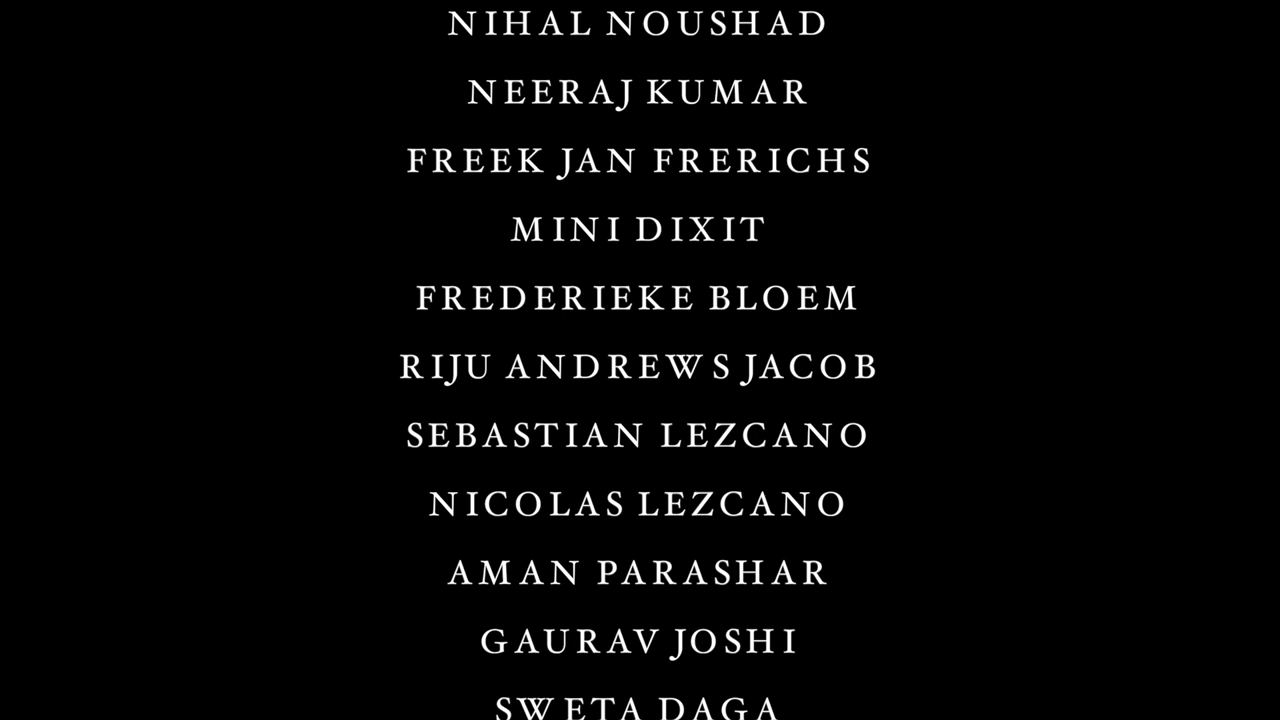 NIHAL NOUSHAD
NEERAJ KUMAR
FREEK JAN FRERICHS
MINI DIXIT
FREDERIEKE BLOEM
RIJU ANDREWS JACOB
SEBASTIAN LEZCANO
NICOLAS LEZCANO
AMAN PARASHAR
GAURAV JOSHI
SWETA DAGA